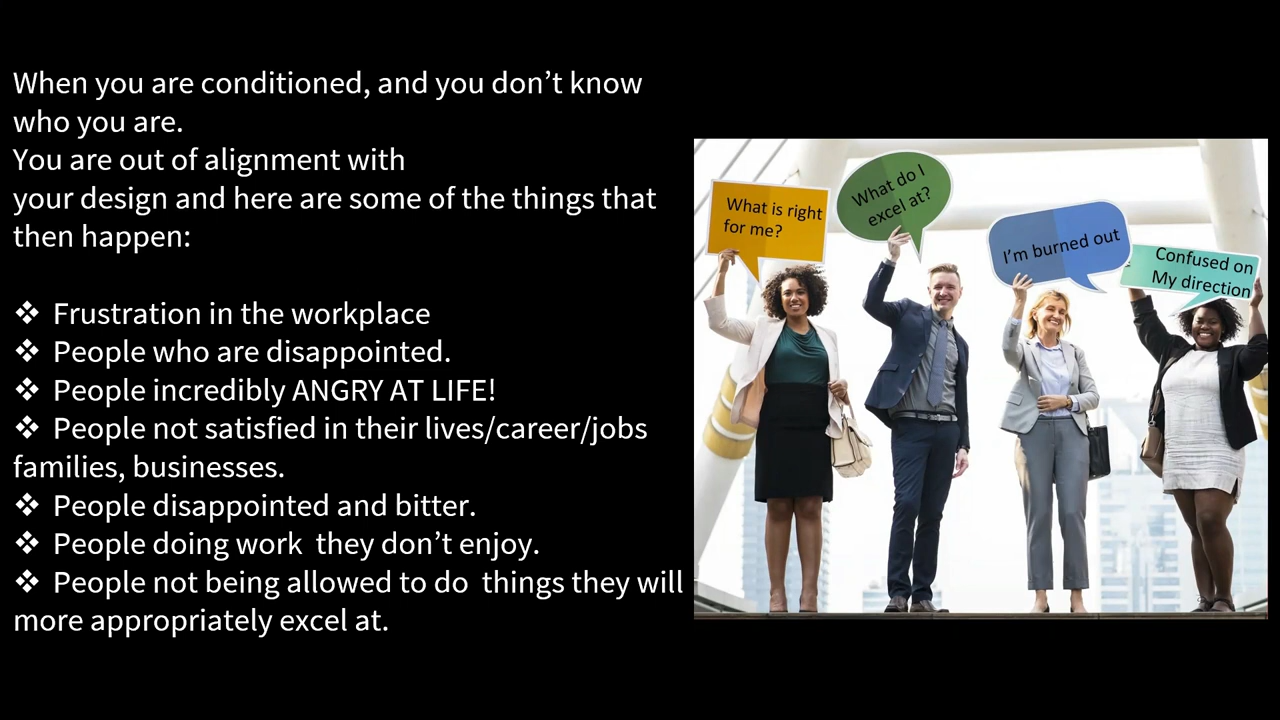 When you are conditioned, and you don’t know
who you are.
You are out of alignment with
your design and here are some of the things that
then happen:
❖ Frustration in the workplace
❖ People who are disappointed.
❖ People incredibly ANGRY AT LIFE!
❖ People not satisfied in their lives/career/jobs
families, businesses.
❖ People disappointed and bitter.
❖ People doing work  they don’t enjoy.
❖ People not being allowed to do  things they will
more appropriately excel at.
What is right
for me?
What do I
excel at?
I’m burned out
Confused on
My direction